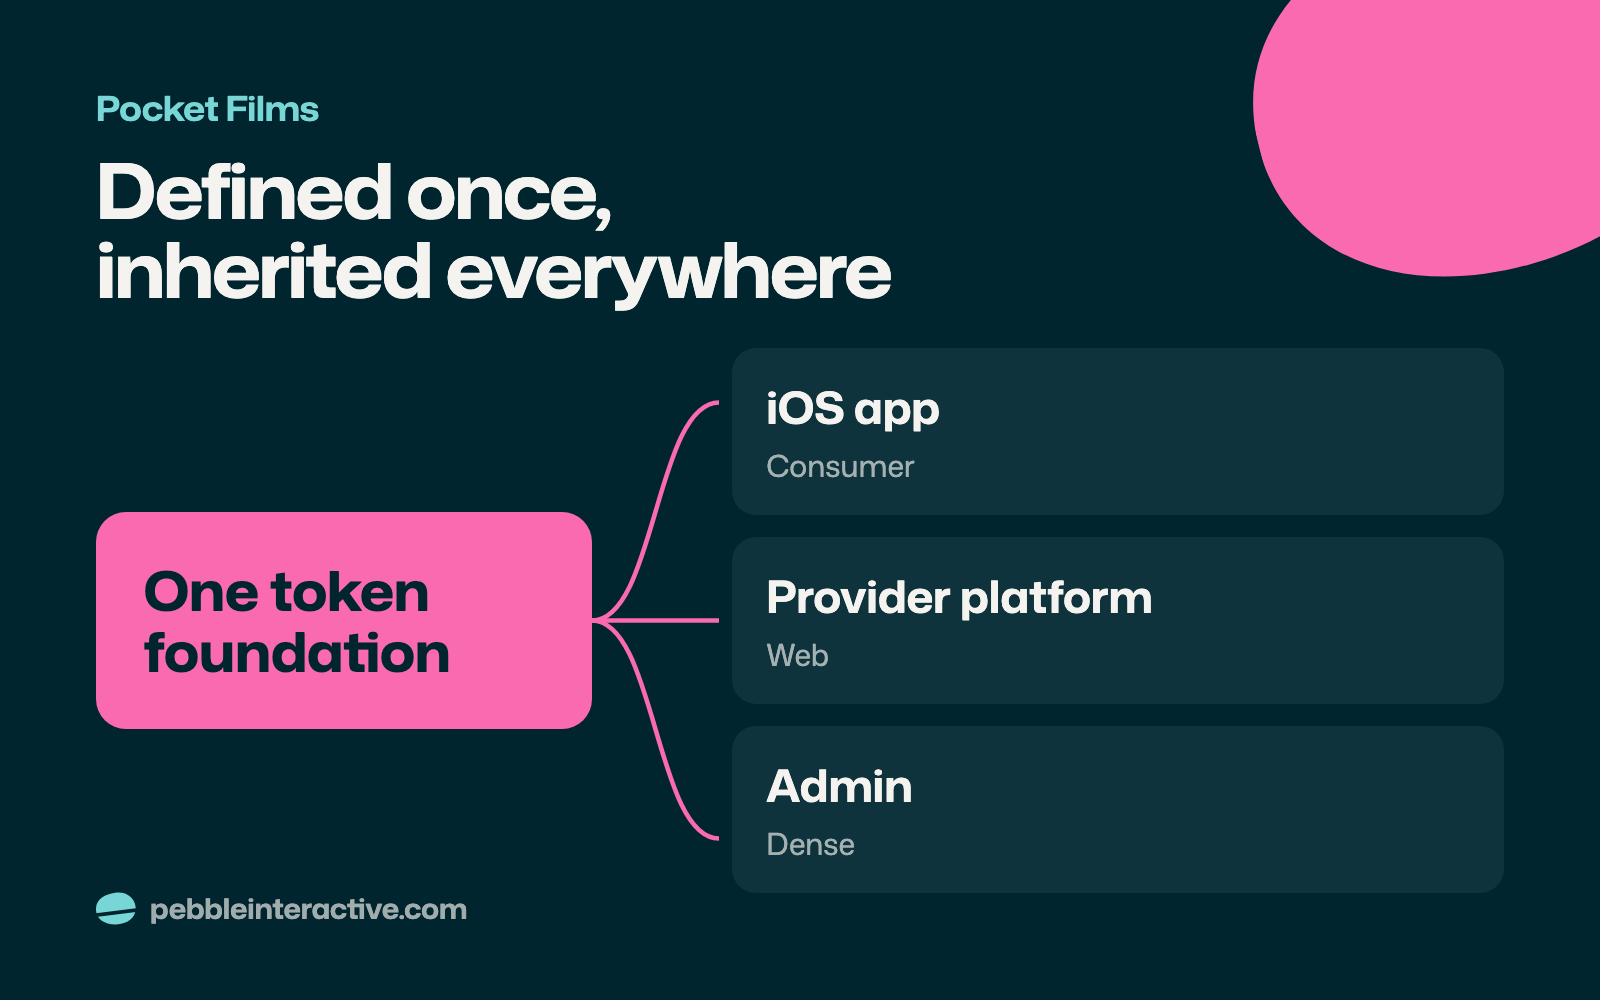 Pocket Films
Defined once,
inherited everywhere
One token
foundation
iOS app
Consumer
Provider platform
Web
Admin
Dense
pebbleinteractive.com